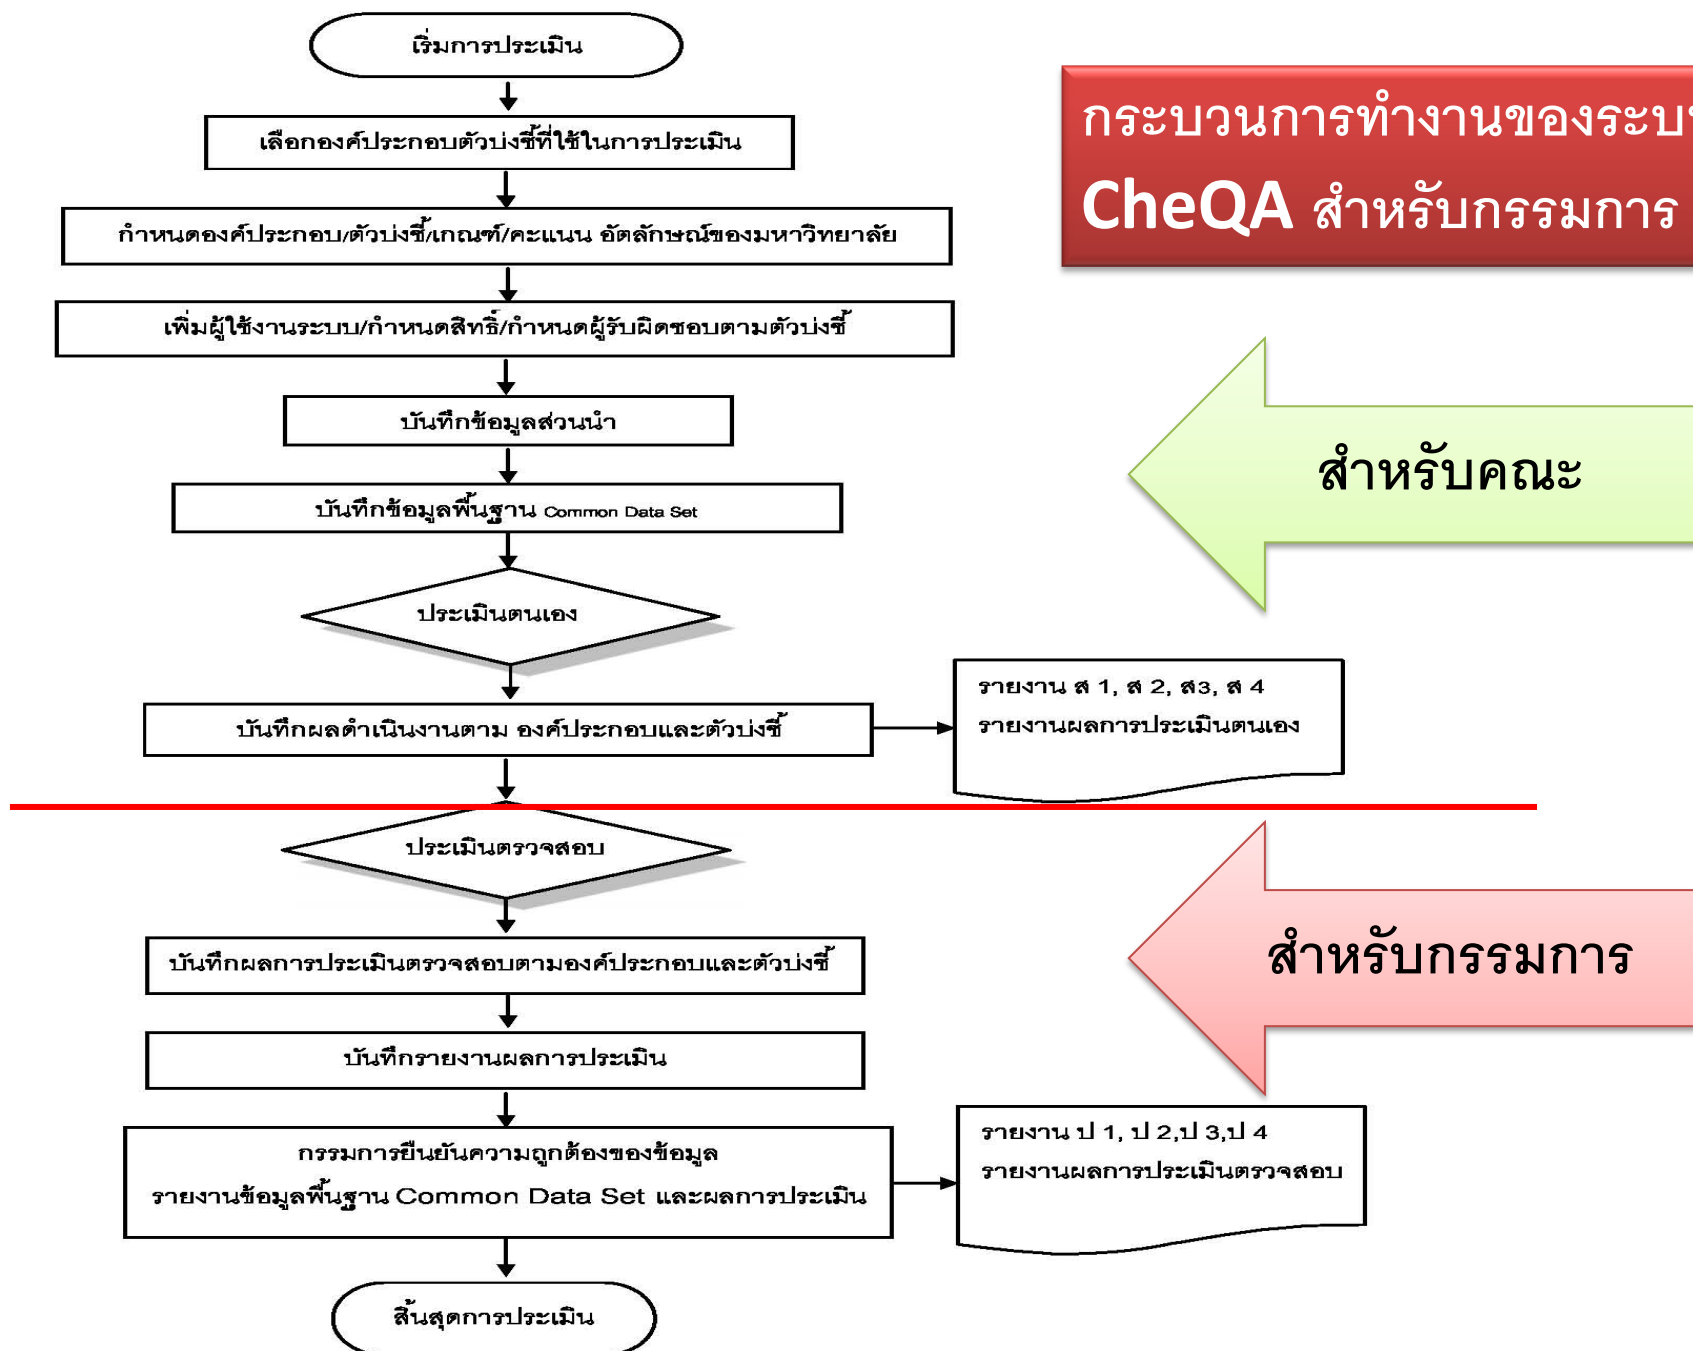 เริ่มการประเมิน
เลือกองค์ประกอบตัวบ่งชี้ที่ใช้ในการประเมิน
กำหนดองค์ประกอบ/ตัวบ่งชี้/เกณฑ์/คะแนน อัตลักษณ์ของมหาวิทยาลัย
เพิ่มผู้ใช้งานระบบ/กำหนดสิทธิ์/กำหนดผู้รับผิดชอบตามตัวบ่งชี้
บันทึกข้อมูลส่วนนำ
บันทึกข้อมูลพื้นฐาน Common Data Set
ประเมินตนเอง
บันทึกผลดำเนินงานตาม องค์ประกอบและตัวบ่งชี้
รายงาน ส 1, ส 2, ส3, ส 4
รายงานผลการประเมินตนเอง
ประเมินตรวจสอบ
บันทึกผลการประเมินตรวจสอบตามองค์ประกอบและตัวบ่งชี้
บันทึกรายงานผลการประเมิน
กรรมการยืนยันความถูกต้องของข้อมูล
รายงานข้อมูลพื้นฐาน Common Data Set และผลการประเมิน
รายงาน ป 1, ป 2,ป 3,ป 4
รายงานผลการประเมินตรวจสอบ
สิ้นสุดการประเมิน
กระบวนการทำงานของ
CheQA สำหรับกรรมการ
สำหรับคณะ
สำหรับกรรมการ